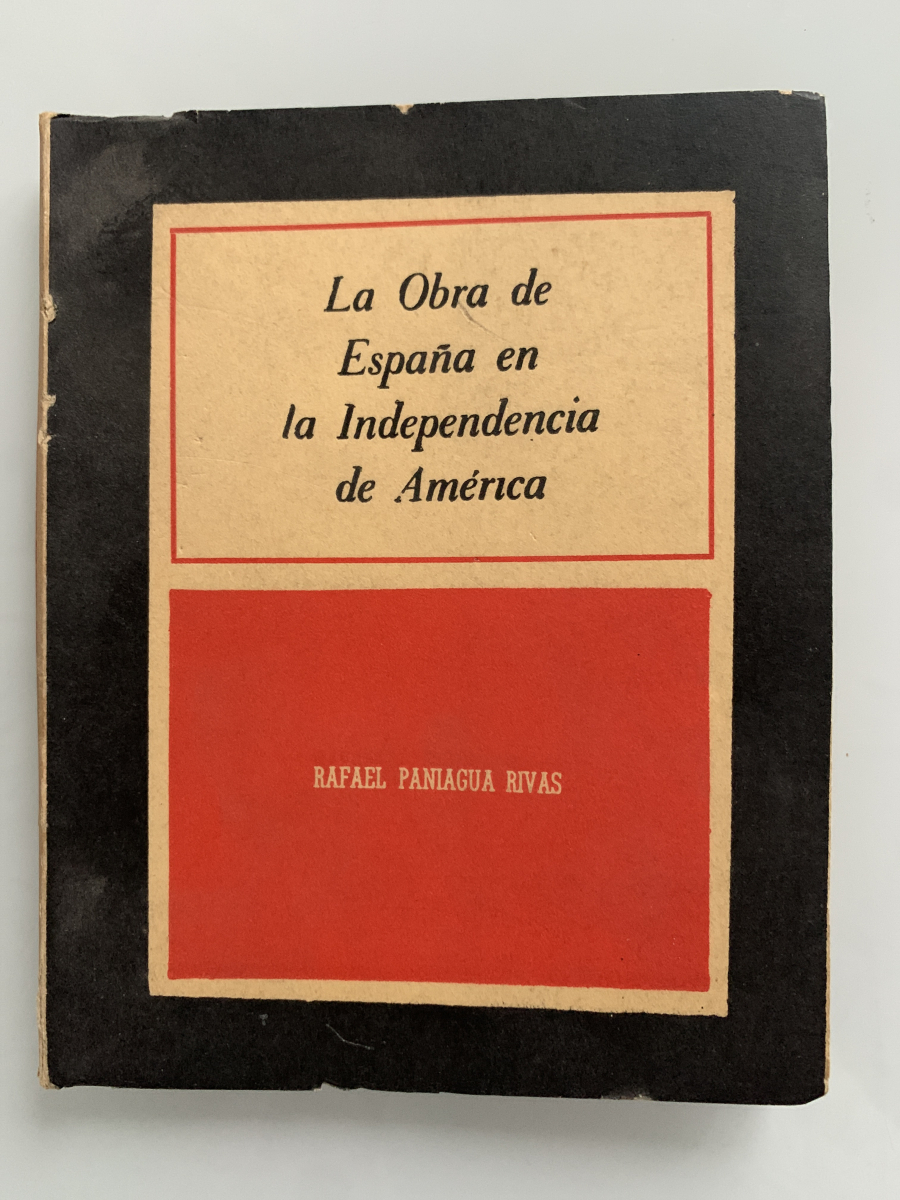 La Obra de
España en
la Independencia
de América
RAFAEL PANIAGUA RIVAS